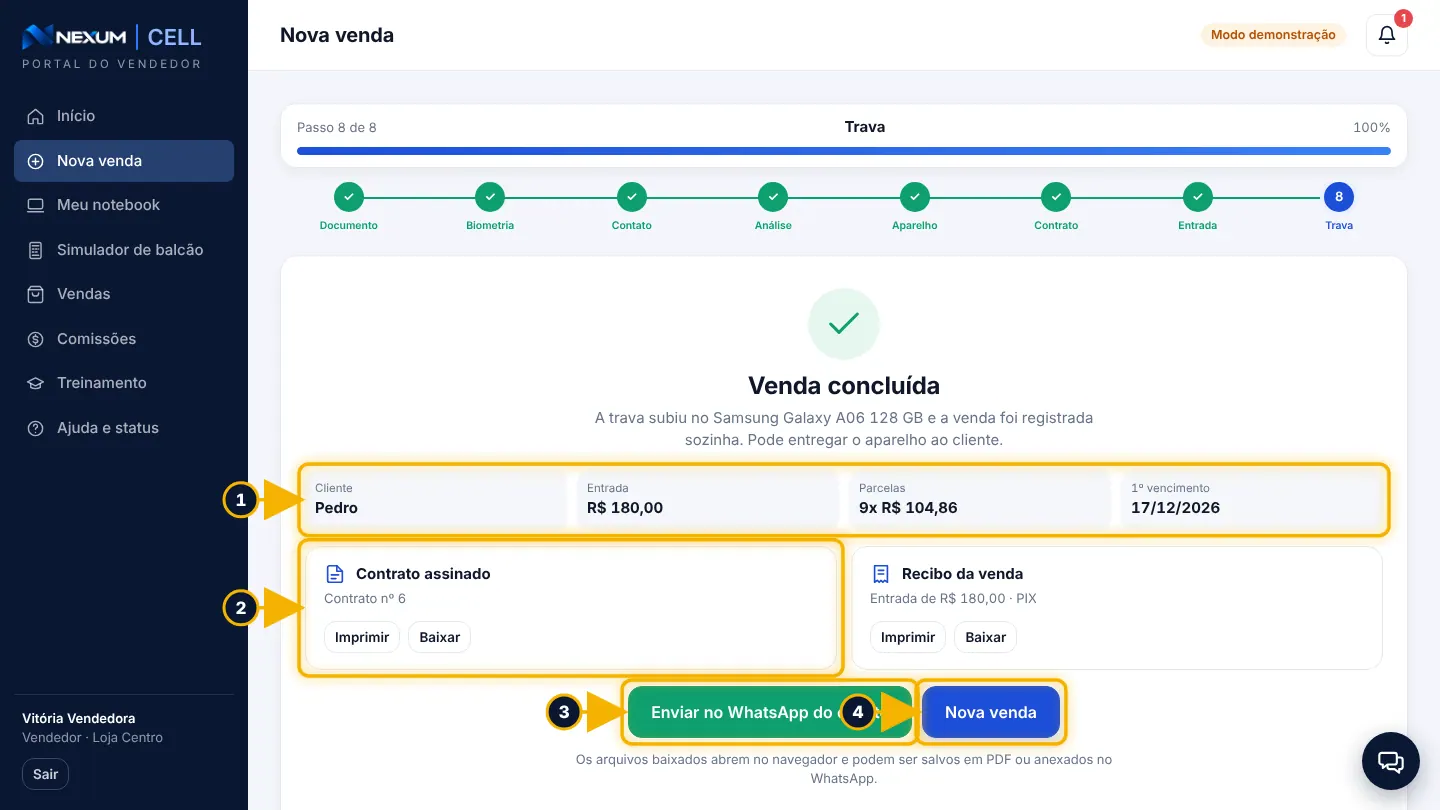 NEXUM | CELL
PORTAL DO VENDEDOR
Início
Nova venda
Meu notebook
Simulador de balcão
Vendas
Comissões
Treinamento
Ajuda e status
Vitória Vendedora
Vendedor · Loja Centro
Sair
Nova venda
Modo demonstração
1
Passo 8 de 8
Trava
100%
8
Documento
Biometria
Contato
Análise
Aparelho
Contrato
Entrada
Trava
Venda concluída
A trava subiu no Samsung Galaxy A06 128 GB e a venda foi registrada
sozinha. Pode entregar o aparelho ao cliente.
1
Cliente
Pedro
Entrada
R$ 180,00
Parcelas
9x R$ 104,86
1º vencimento
17/12/2026
2
Contrato assinado
Contrato nº 6
Imprimir
Baixar
Recibo da venda
Entrada de R$ 180,00 · PIX
Imprimir
Baixar
3
Enviar no WhatsApp do
4
Nova venda
Os arquivos baixados abrem no navegador e podem ser salvos em PDF ou anexados no
WhatsApp.